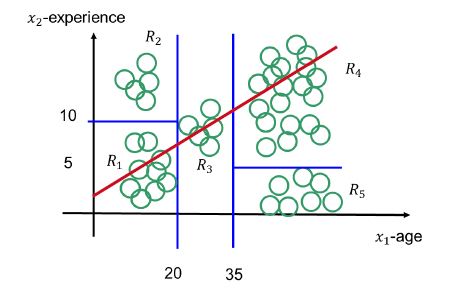 x₂-experience
R₂
R₄
10
5
R₁
R₃
R₅
x₁-age
20
35